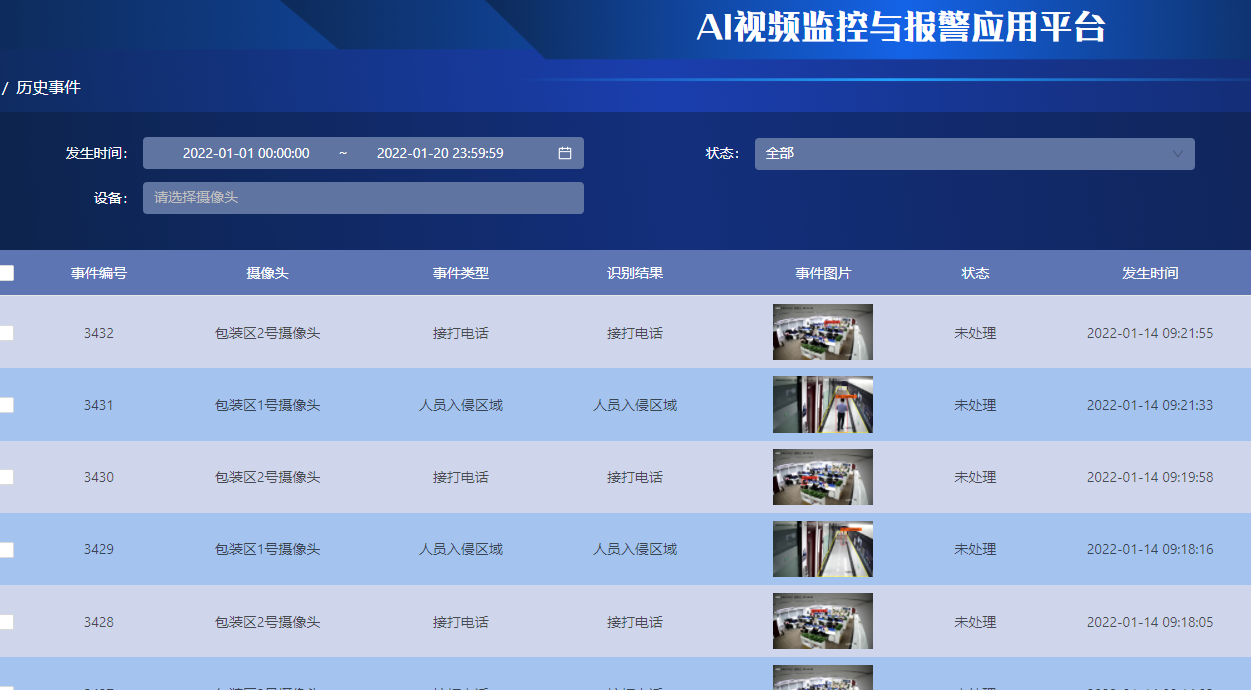 AI视频监控与报警应用平台
/ 历史事件
发生时间： 2022-01-01 00:00:00 ~ 2022-01-20 23:59:59 状态： 全部
设备： 请选择摄像头
事件编号 摄像头 事件类型 识别结果 事件图片 状态 发生时间
3432 包装区2号摄像头 接打电话 接打电话 未处理 2022-01-14 09:21:55
3431 包装区1号摄像头 人员入侵区域 人员入侵区域 未处理 2022-01-14 09:21:33
3430 包装区2号摄像头 接打电话 接打电话 未处理 2022-01-14 09:19:58
3429 包装区1号摄像头 人员入侵区域 人员入侵区域 未处理 2022-01-14 09:18:16
3428 包装区2号摄像头 接打电话 接打电话 未处理 2022-01-14 09:18:05